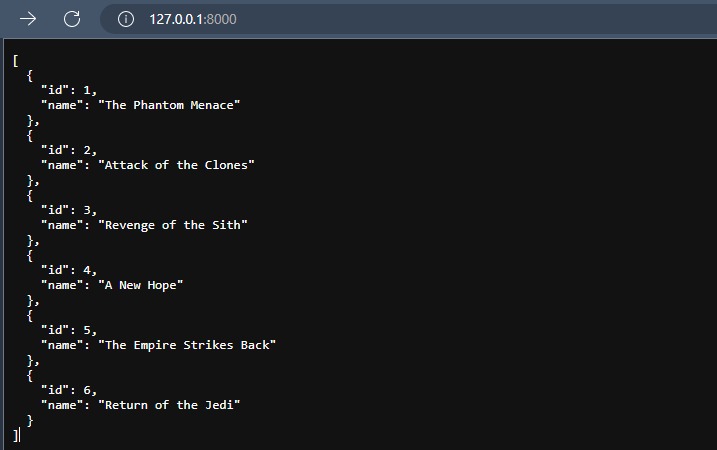 127.0.0.1:8000
[
  {
    "id": 1,
    "name": "The Phantom Menace"
  },
  {
    "id": 2,
    "name": "Attack of the Clones"
  },
  {
    "id": 3,
    "name": "Revenge of the Sith"
  },
  {
    "id": 4,
    "name": "A New Hope"
  },
  {
    "id": 5,
    "name": "The Empire Strikes Back"
  },
  {
    "id": 6,
    "name": "Return of the Jedi"
  }
]